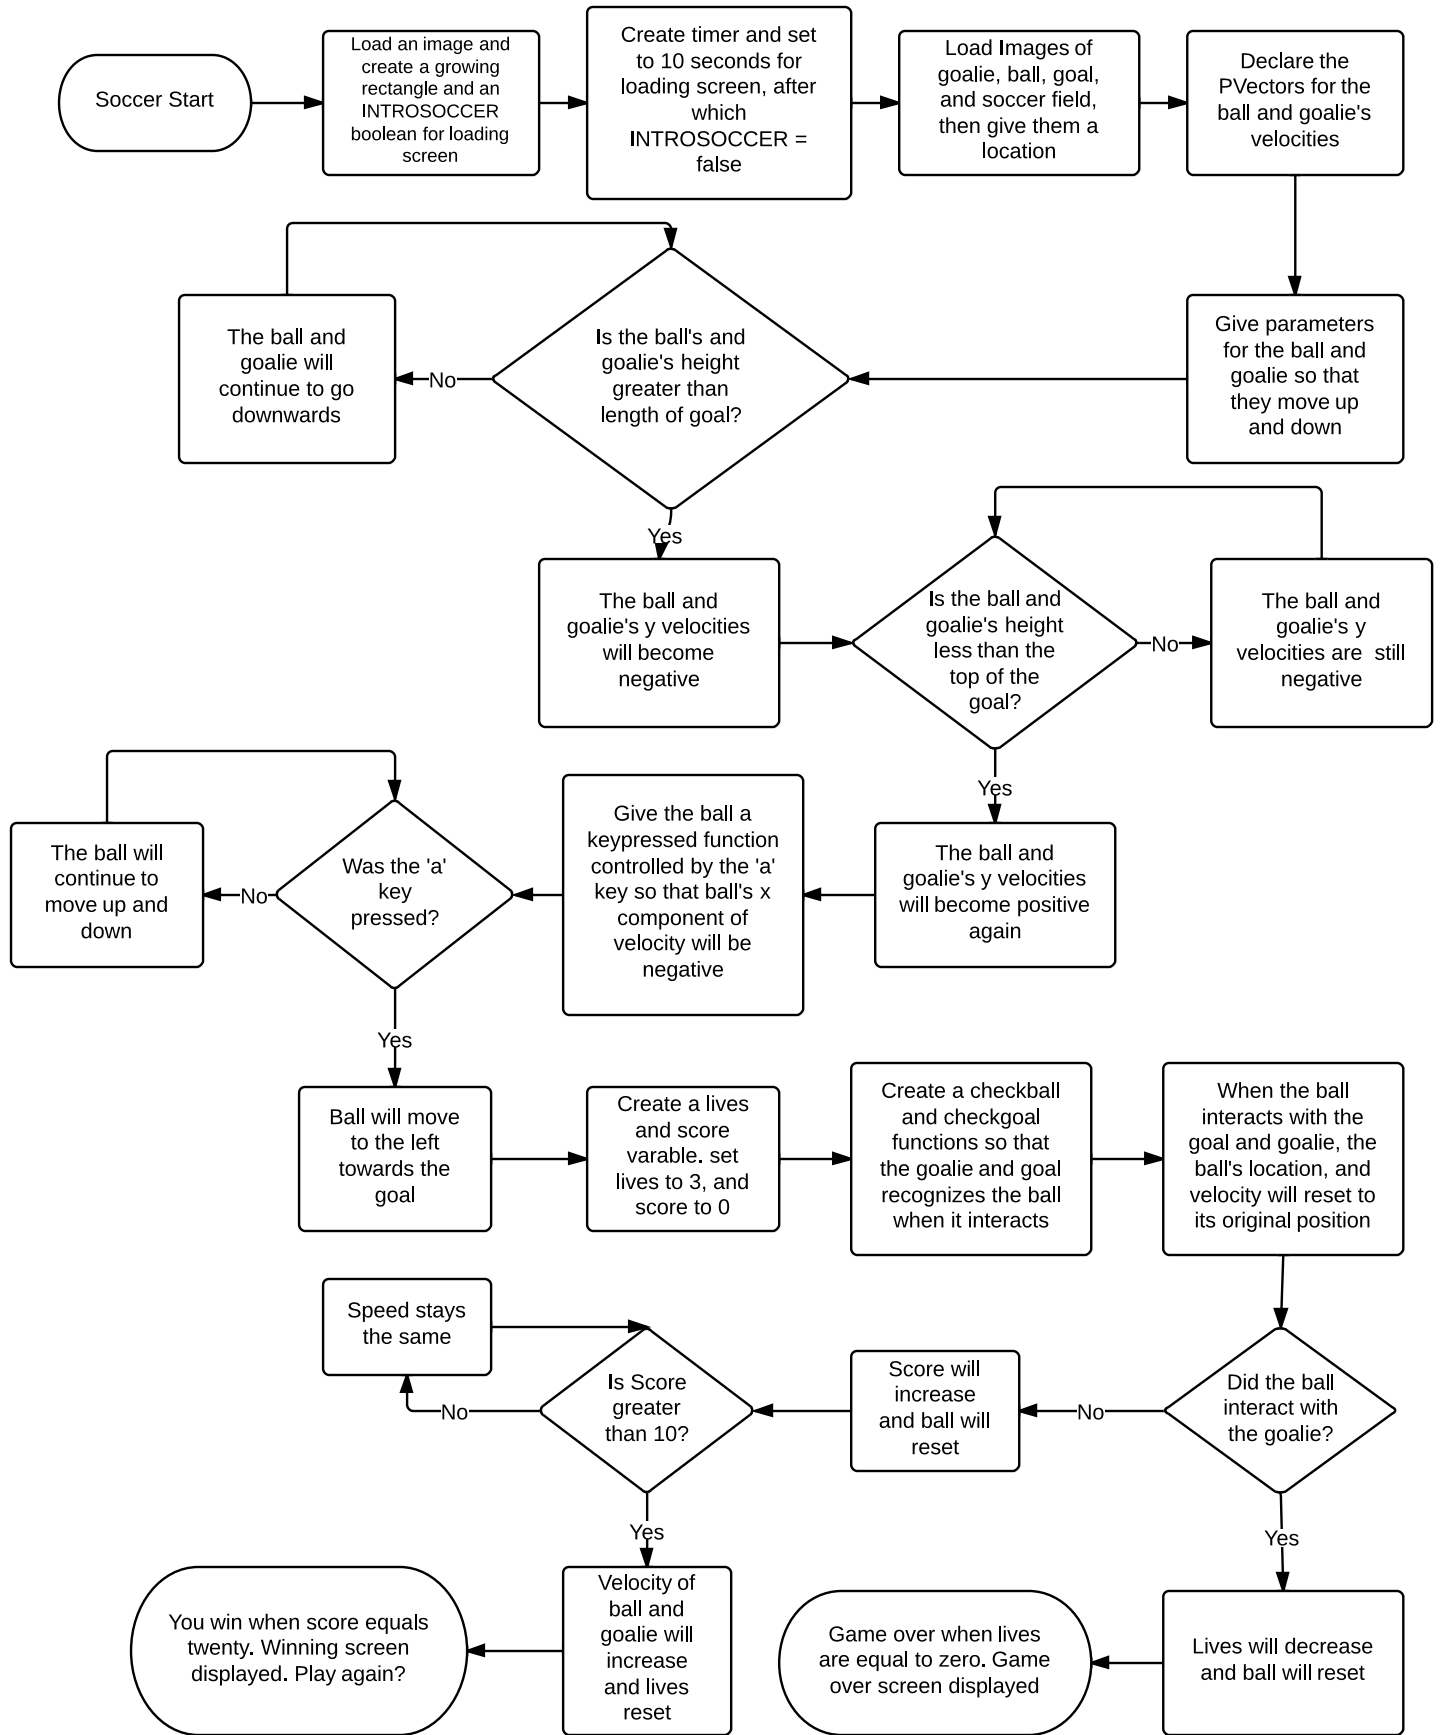 Soccer Start
Load an image and
create a growing
rectangle and an
INTROSOCCER
boolean for loading
screen
Create timer and set
to 10 seconds for
loading screen, after
which
INTROSOCCER =
false
Load Images of
goalie, ball, goal,
and soccer field,
then give them a
location
Declare the
PVectors for the
ball and goalie's
velocities
Give parameters
for the ball and
goalie so that
they move up
and down
Is the ball's and
goalie's height
greater than
length of goal?
No
The ball and
goalie will
continue to go
downwards
Yes
The ball and
goalie's y velocities
will become
negative
Is the ball and
goalie's height
less than the
top of the
goal?
No
The ball and
goalie's y
velocities are  still
negative
Yes
The ball and
goalie's y velocities
will become positive
again
Give the ball a
keypressed function
controlled by the 'a'
key so that ball's x
component of
velocity will be
negative
Was the 'a'
key
pressed?
No
The ball will
continue to
move up and
down
Yes
Ball will move
to the left
towards the
goal
Create a lives
and score
varable. set
lives to 3, and
score to 0
Create a checkball
and checkgoal
functions so that
the goalie and goal
recognizes the ball
when it interacts
When the ball
interacts with the
goal and goalie, the
ball's location, and
velocity will reset to
its original position
Did the ball
interact with
the goalie?
No
Score will
increase
and ball will
reset
Is Score
greater
than 10?
No
Speed stays
the same
Yes
Velocity of
ball and
goalie will
increase
and lives
reset
You win when score equals
twenty. Winning screen
displayed. Play again?
Yes
Lives will decrease
and ball will reset
Game over when lives
are equal to zero. Game
over screen displayed